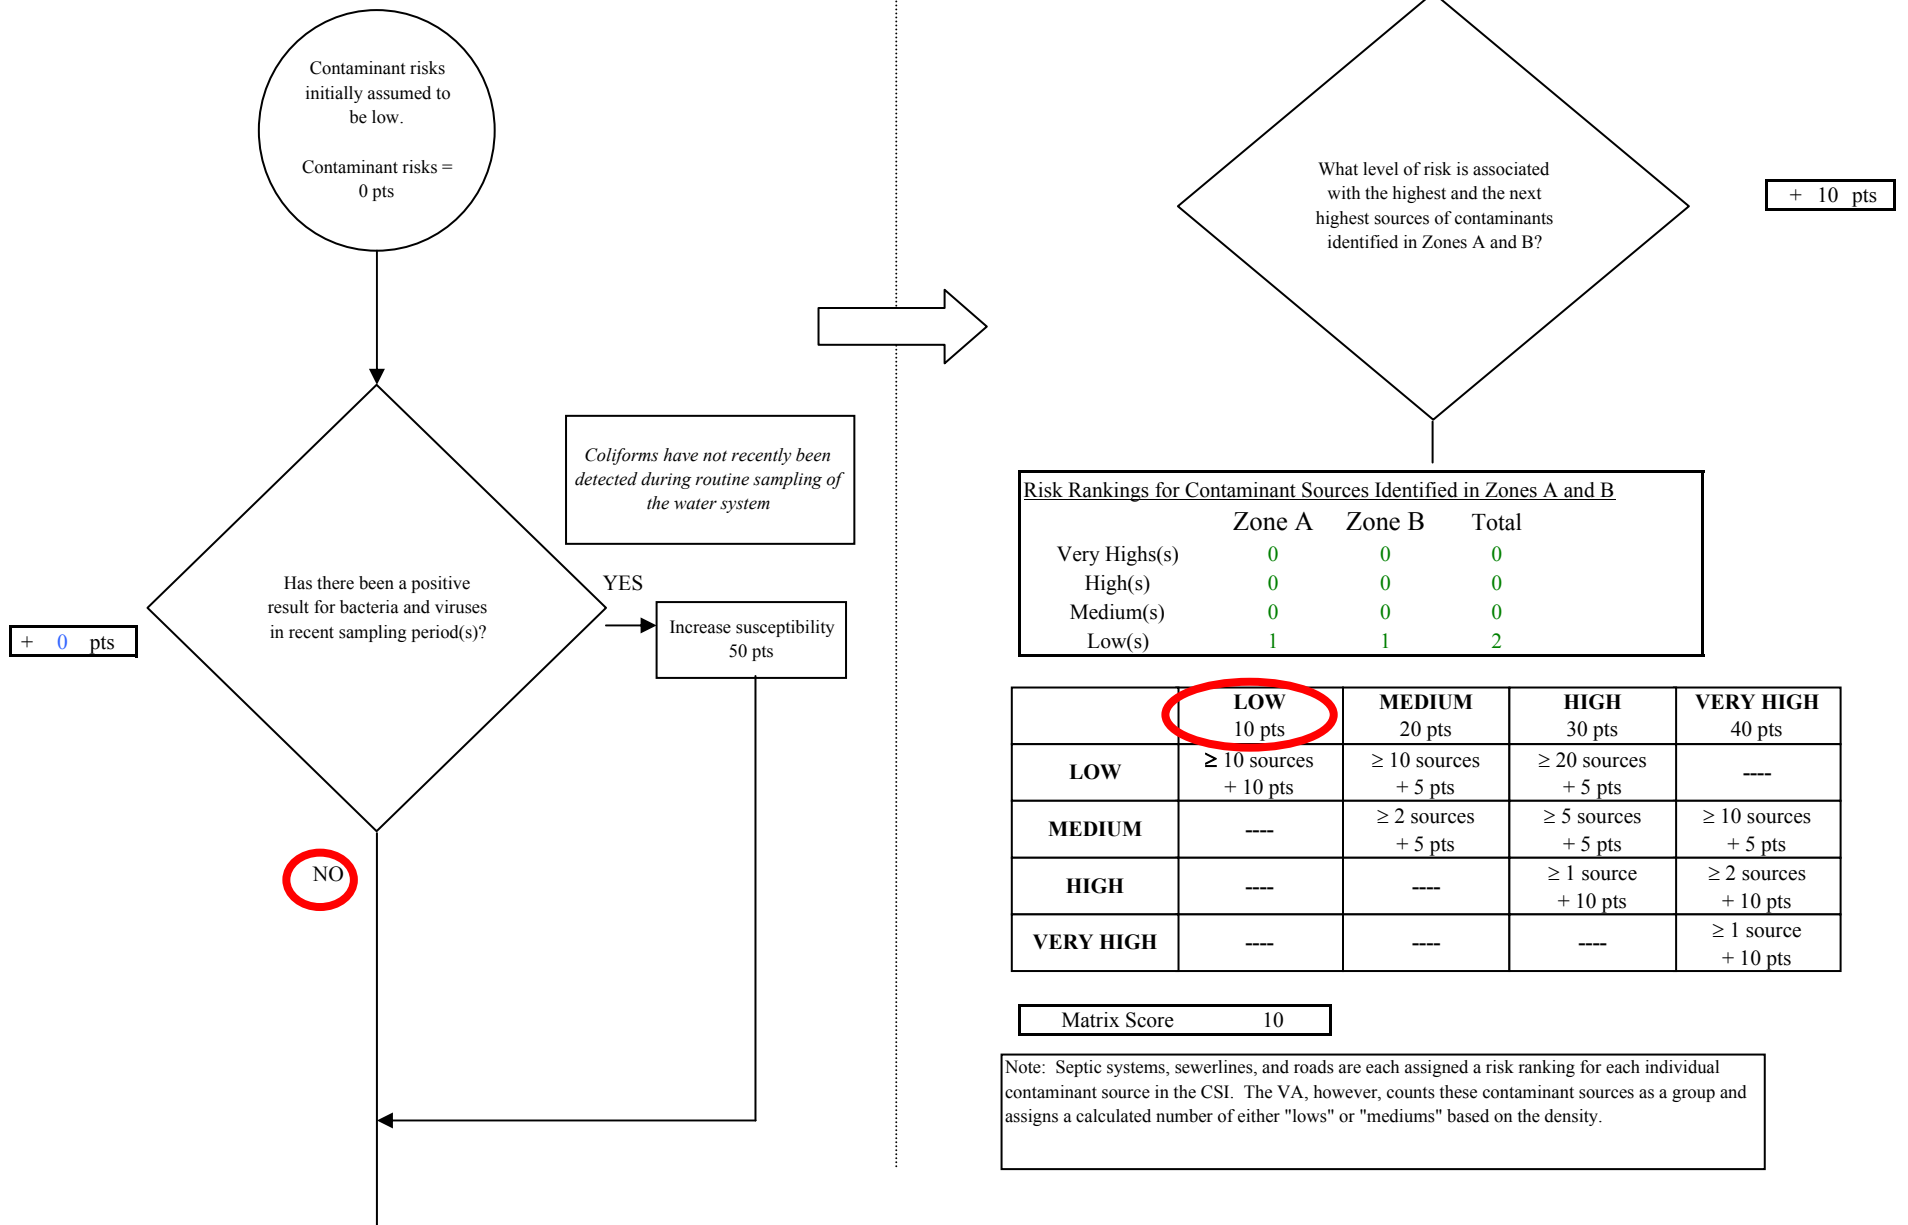 Contaminant risks
initially assumed to
be low.
Contaminant risks =
0 pts
Coliforms have not recently been
detected during routine sampling of
the water system
Has there been a positive
result for bacteria and viruses
in recent sampling period(s)?
YES
+ 0 pts
Increase susceptibility
50 pts
NO
What level of risk is associated
with the highest and the next
highest sources of contaminants
identified in Zones A and B?
+ 10 pts
Risk Rankings for Contaminant Sources Identified in Zones A and B
Zone A Zone B Total
Very Highs(s) 0 0 0
High(s) 0 0 0
Medium(s) 0 0 0
Low(s) 1 1 2
LOW MEDIUM HIGH VERY HIGH
10 pts 20 pts 30 pts 40 pts
LOW ≥ 10 sources ≥ 10 sources ≥ 20 sources ----
+ 10 pts + 5 pts + 5 pts
MEDIUM ---- ≥ 2 sources ≥ 5 sources ≥ 10 sources
+ 5 pts + 5 pts + 5 pts
HIGH ---- ---- ≥ 1 source ≥ 2 sources
+ 10 pts + 10 pts
VERY HIGH ---- ---- ---- ≥ 1 source
+ 10 pts
Matrix Score 10
Note: Septic systems, sewerlines, and roads are each assigned a risk ranking for each individual
contaminant source in the CSI. The VA, however, counts these contaminant sources as a group and
assigns a calculated number of either "lows" or "mediums" based on the density.